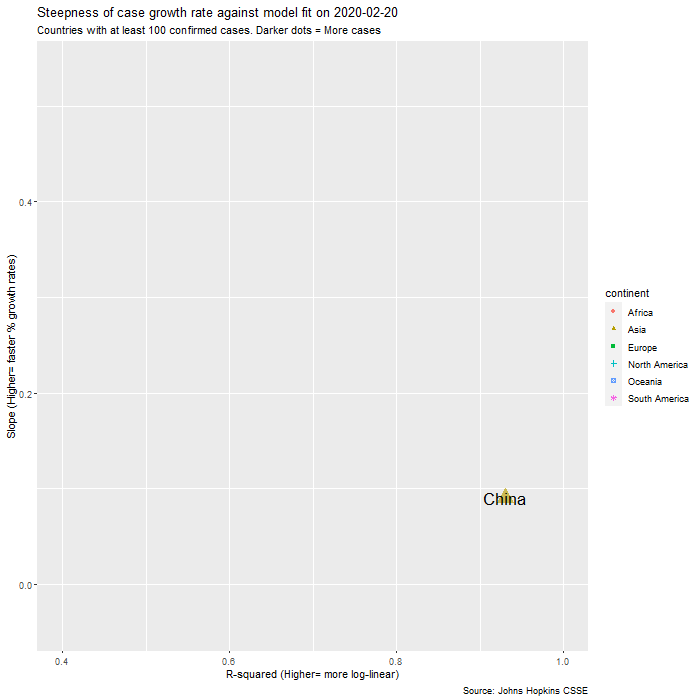 Steepness of case growth rate against model fit on 2020-02-20
Countries with at least 100 confirmed cases. Darker dots = More cases
Slope (Higher= faster % growth rates)
0.4
0.2
0.0
China
0.4
0.6
0.8
1.0
R-squared (Higher= more log-linear)
continent
Africa
Asia
Europe
North America
Oceania
South America
Source: Johns Hopkins CSSE